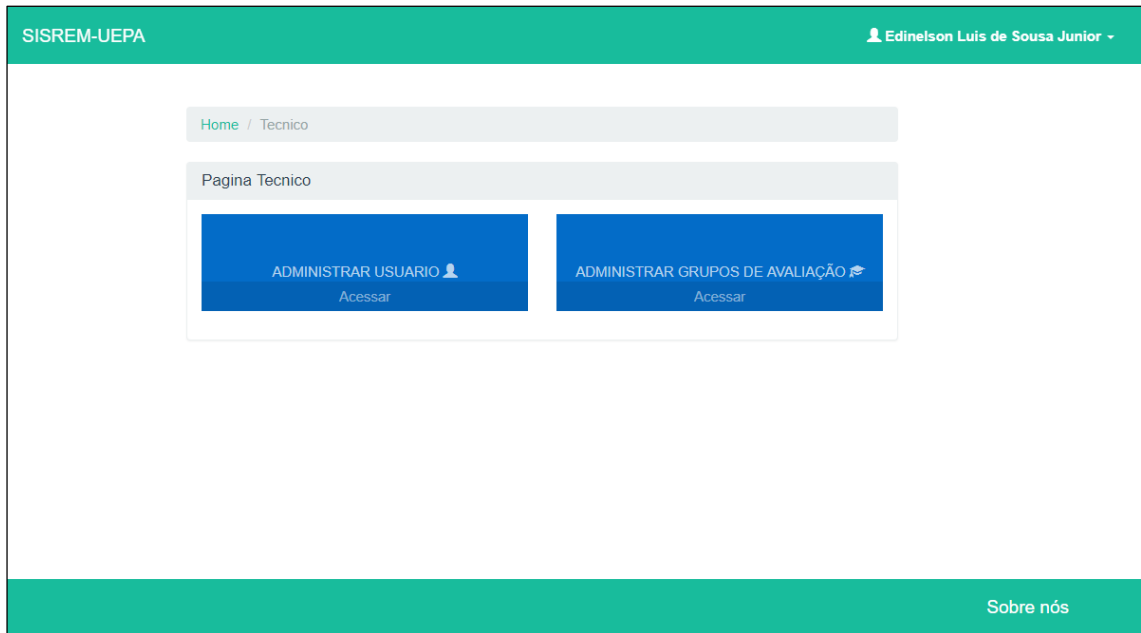 SISREM-UEPA
Edinelson Luis de Sousa Junior
Home / Tecnico
Pagina Tecnico
ADMINISTRAR USUARIO
Acessar
ADMINISTRAR GRUPOS DE AVALIAÇÃO
Acessar
Sobre nós